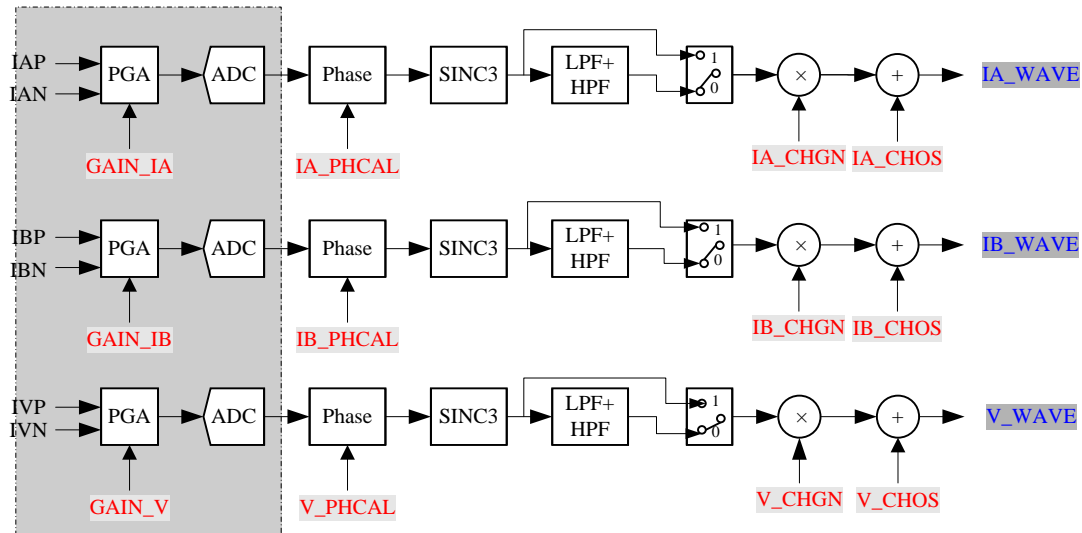 IAP
IAN
PGA
ADC
Phase
SINC3
LPF+
HPF
1
0
×
+
IA_WAVE
GAIN_IA
IA_PHCAL
IA_CHGN
IA_CHOS
IBP
IBN
PGA
ADC
Phase
SINC3
LPF+
HPF
1
0
×
+
IB_WAVE
GAIN_IB
IB_PHCAL
IB_CHGN
IB_CHOS
IVP
IVN
PGA
ADC
Phase
SINC3
LPF+
HPF
1
0
×
+
V_WAVE
GAIN_V
V_PHCAL
V_CHGN
V_CHOS